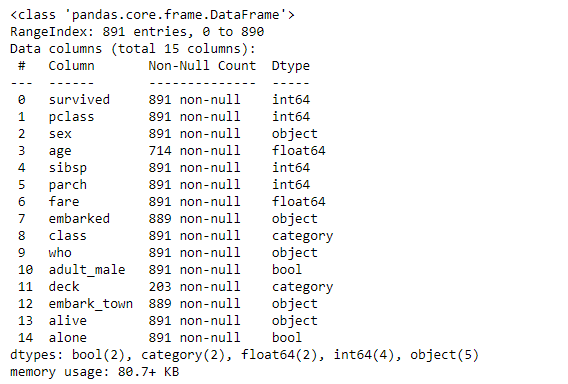 <class 'pandas.core.frame.DataFrame'>
RangeIndex: 891 entries, 0 to 890
Data columns (total 15 columns):
 #   Column       Non-Null Count  Dtype
---  ------       --------------  -----
 0   survived     891 non-null    int64
 1   pclass       891 non-null    int64
 2   sex          891 non-null    object
 3   age          714 non-null    float64
 4   sibsp        891 non-null    int64
 5   parch        891 non-null    int64
 6   fare         891 non-null    float64
 7   embarked     889 non-null    object
 8   class        891 non-null    category
 9   who          891 non-null    object
 10  adult_male   891 non-null    bool
 11  deck         203 non-null    category
 12  embark_town  889 non-null    object
 13  alive        891 non-null    object
 14  alone        891 non-null    bool
dtypes: bool(2), category(2), float64(2), int64(4), object(5)
memory usage: 80.7+ KB